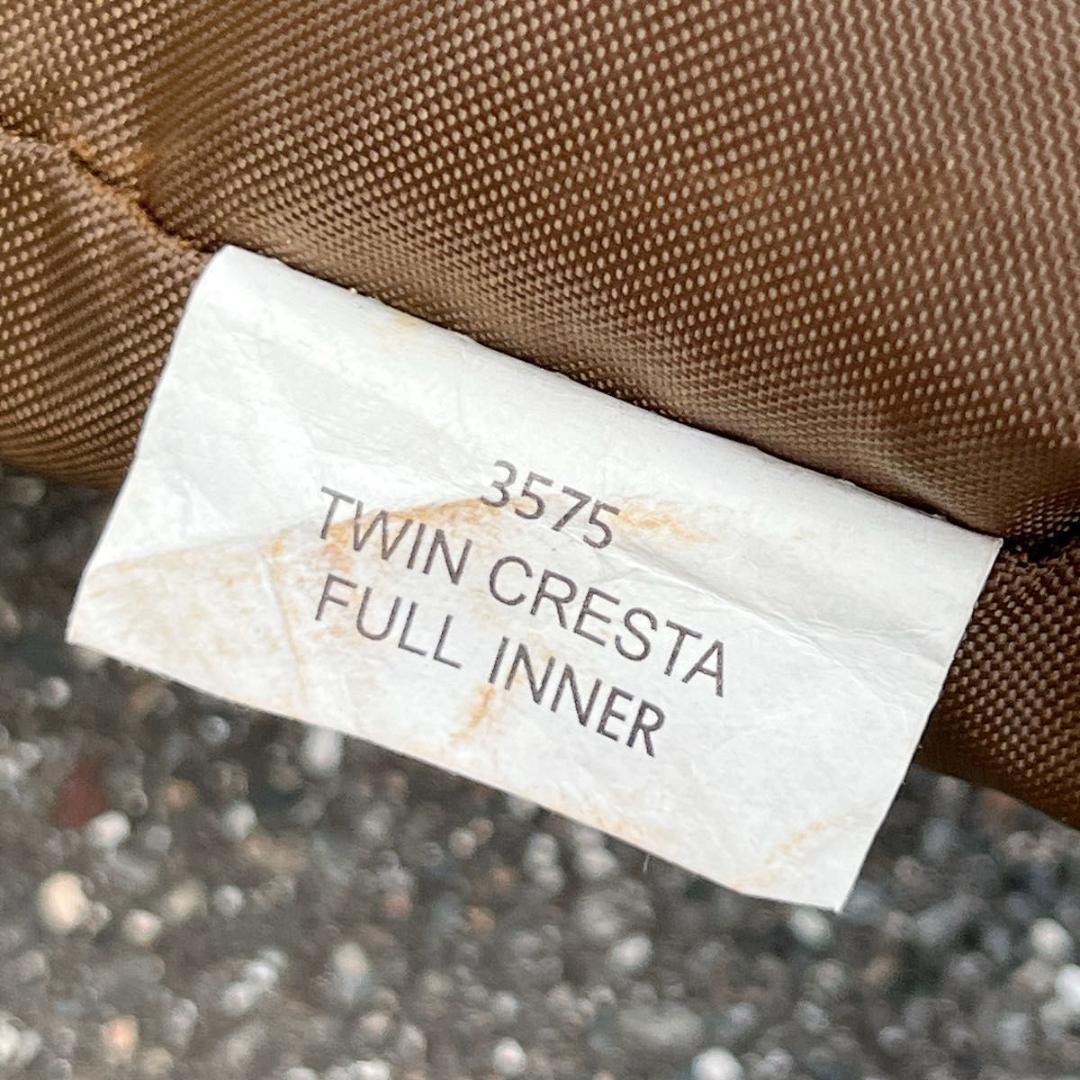 3575
TWIN CRESTA
FULL INNER